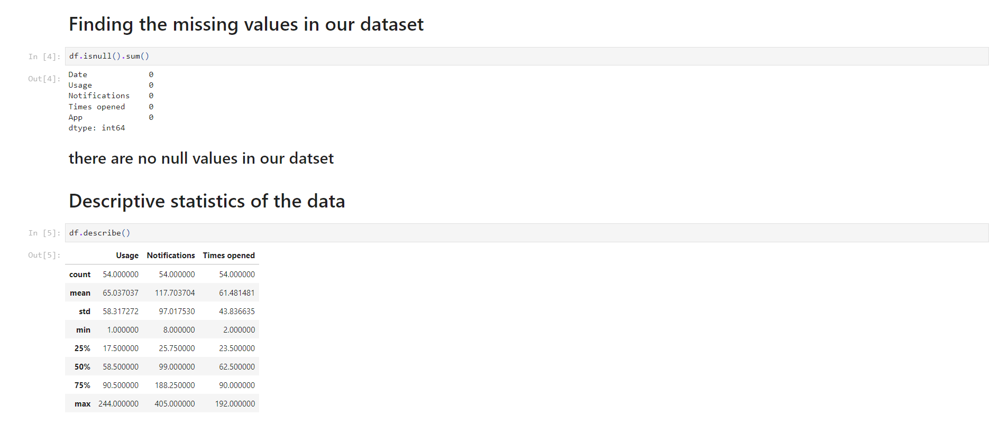 Finding the missing values in our dataset
In [4]: df.isnull().sum()
Out[4]: Date 0
Usage 0
Notifications 0
Times opened 0
App 0
dtype: int64
there are no null values in our datset
Descriptive statistics of the data
In [5]: df.describe()
Out[5]: Usage Notifications Times opened
count 54.000000 54.000000 54.000000
mean 65.037037 117.703704 61.481481
std 58.317272 97.017530 43.836635
min 1.000000 8.000000 2.000000
25% 17.500000 25.750000 23.500000
50% 58.500000 99.000000 62.500000
75% 90.500000 188.250000 90.000000
max 244.000000 405.000000 192.000000